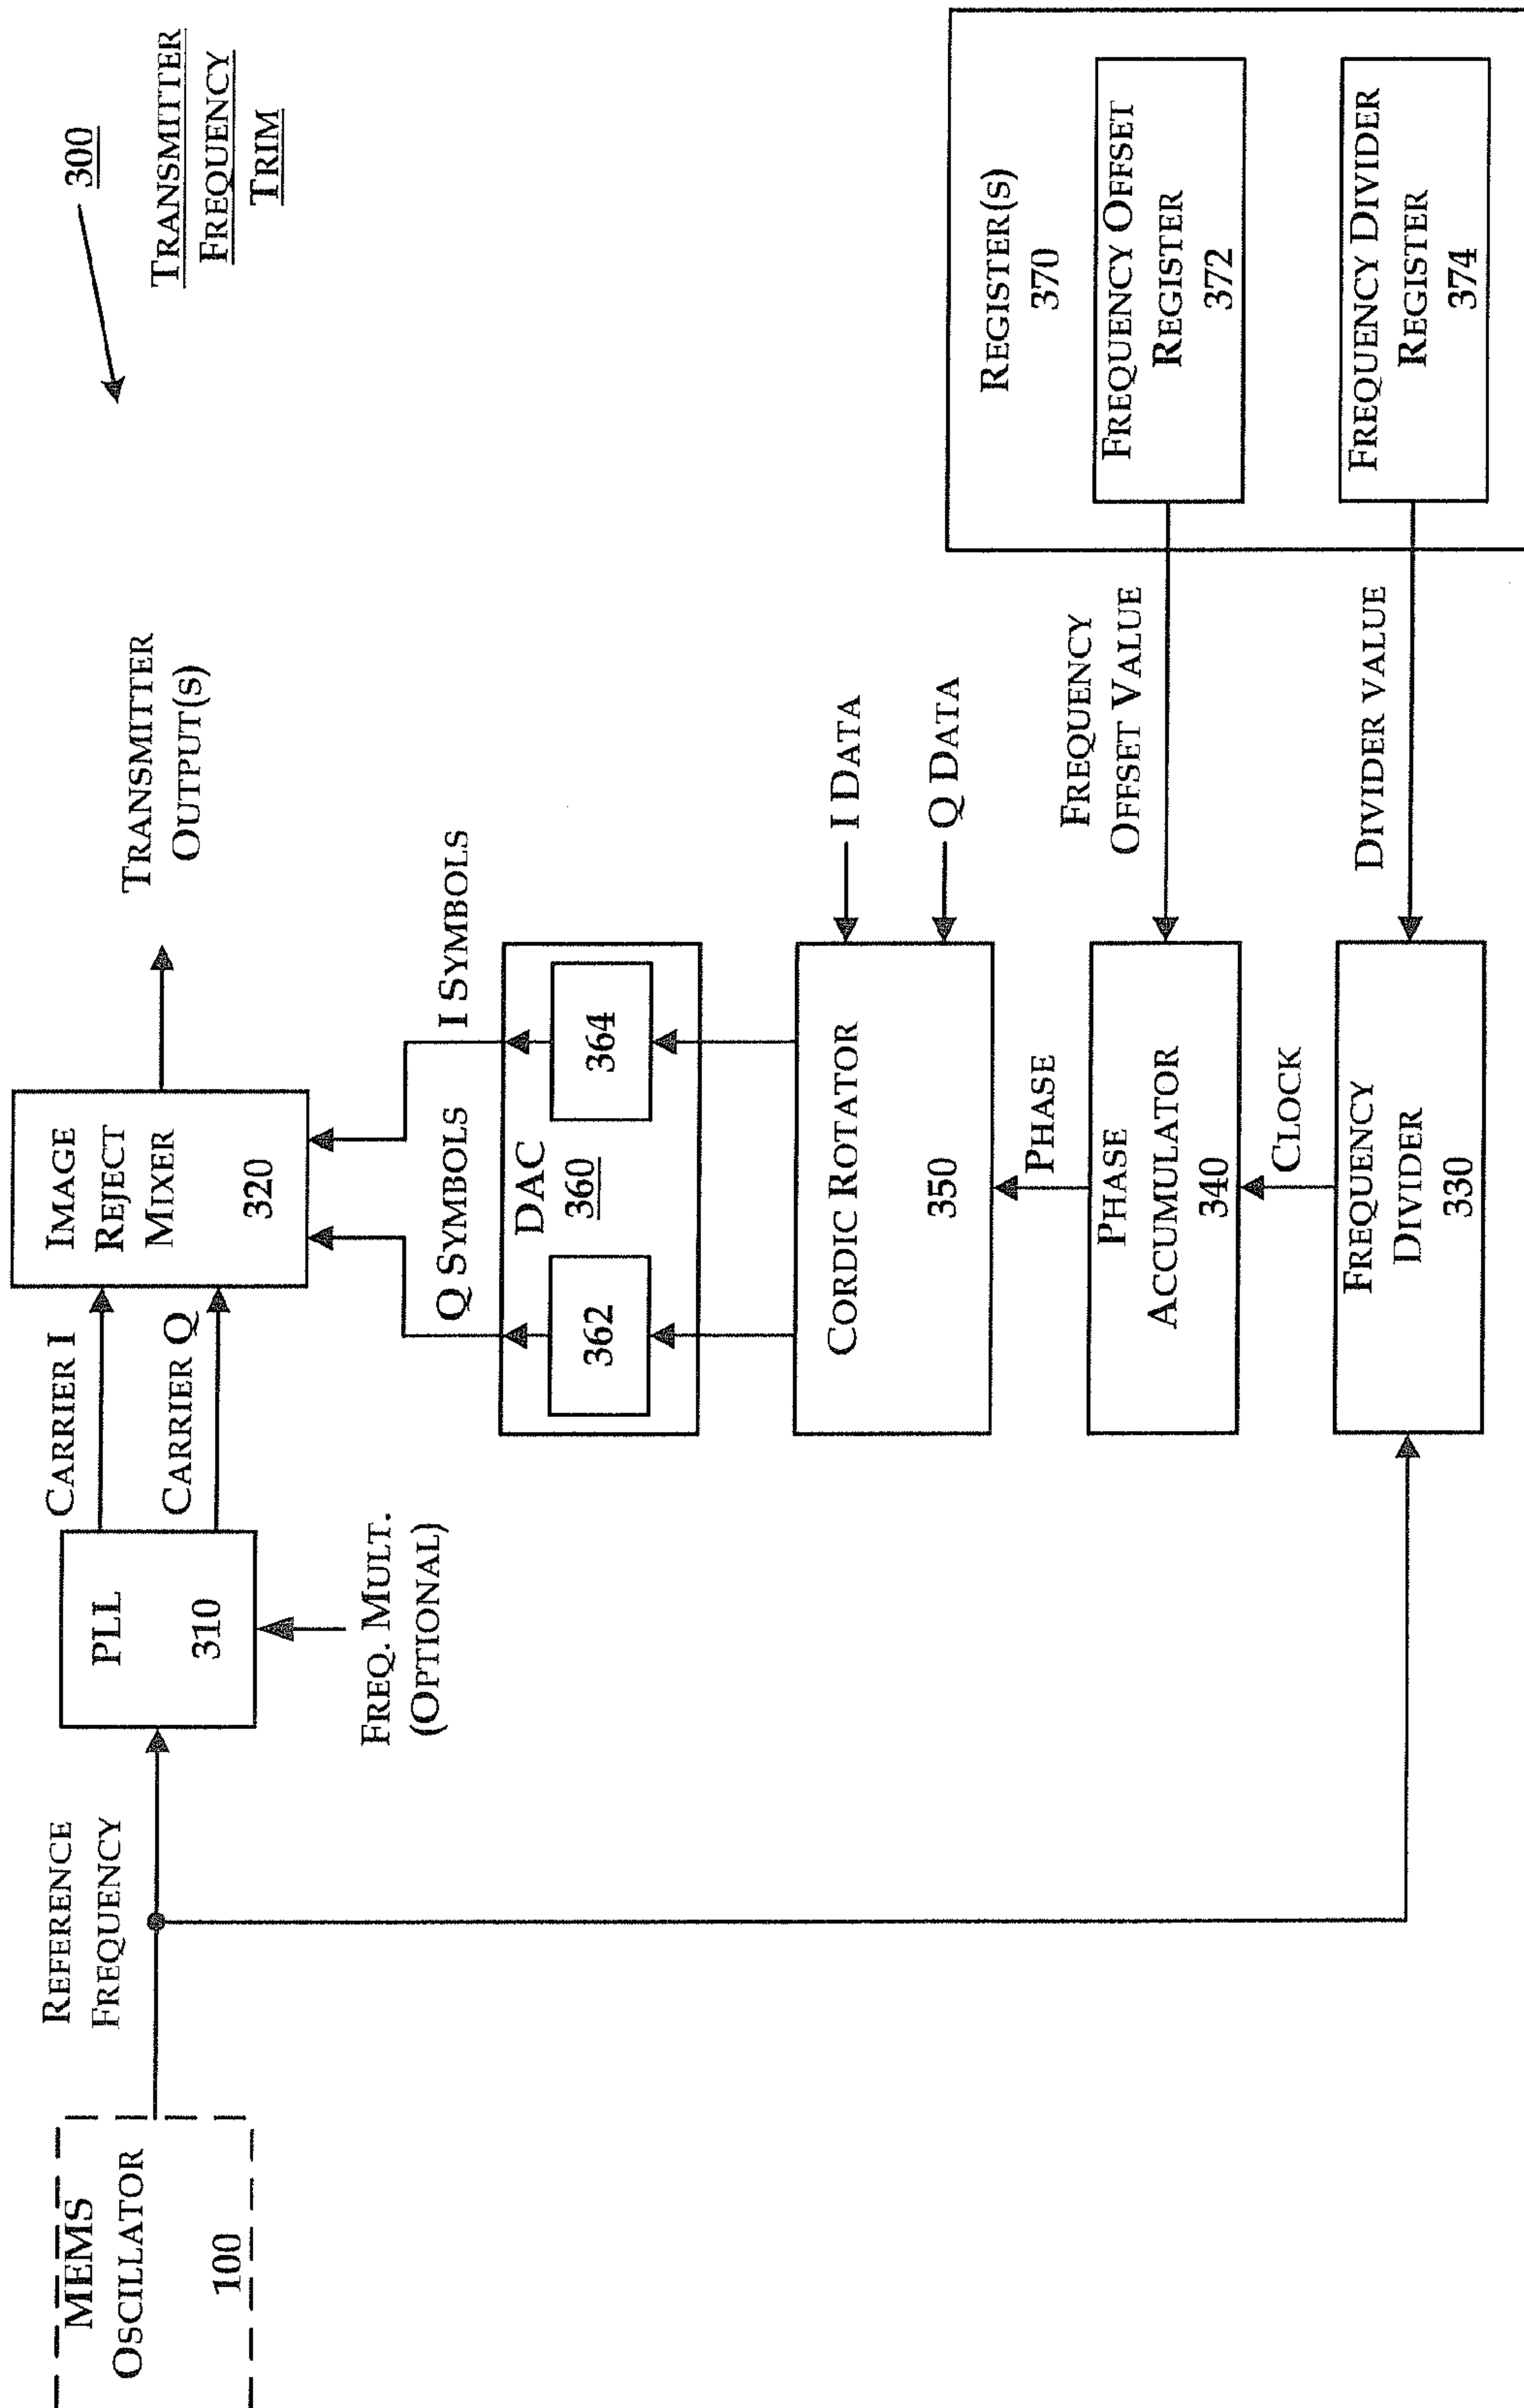 300
TRANSMITTER
FREQUENCY
TRIM
MEMS
OSCILLATOR
100
REFERENCE
FREQUENCY
PLL
310
FREQ. MULT.
(OPTIONAL)
CARRIER I
CARRIER Q
IMAGE
REJECT
MIXER
320
TRANSMITTER
OUTPUT(S)
Q SYMBOLS
I SYMBOLS
DAC
360
362
364
CORDIC ROTATOR
350
I DATA
Q DATA
PHASE
PHASE
ACCUMULATOR
340
FREQUENCY
OFFSET VALUE
CLOCK
FREQUENCY
DIVIDER
330
DIVIDER VALUE
REGISTER(S)
370
FREQUENCY OFFSET
REGISTER
372
FREQUENCY DIVIDER
REGISTER
374